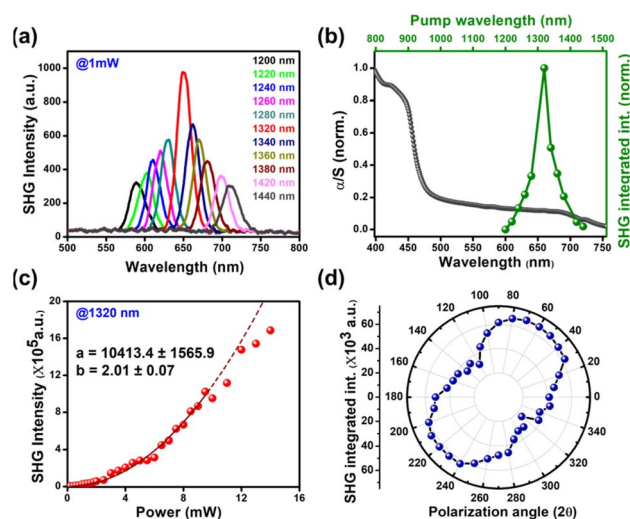 (a)
@1mW
1200 nm
1220 nm
1240 nm
1260 nm
1280 nm
1320 nm
1340 nm
1360 nm
1380 nm
1420 nm
1440 nm
SHG Intensity (a.u.)
1000
800
600
400
200
0
500 550 600 650 700 750 800
Wavelength (nm)
Pump wavelength (nm)
800 900 1000 1100 1200 1300 1400 1500
(b)
α/S (norm.)
1.0
0.8
0.6
0.4
0.2
0.0
400 450 500 550 600 650 700 750
Wavelength (nm)
SHG integrated int. (norm.)
(c)
@1320 nm
a = 10413.4 ± 1565.9
b = 2.01 ± 0.07
SHG Intensity (X10⁵a.u.)
20
16
12
8
4
0
0 4 8 12 16
Power (mW)
(d)
SHG integrated int. (X10³ a.u.)
60
40
20
0
20
40
60
0
20
40
60
80
100
120
140
160
180
200
220
240
260
280
300
320
340
Polarization angle (2θ)